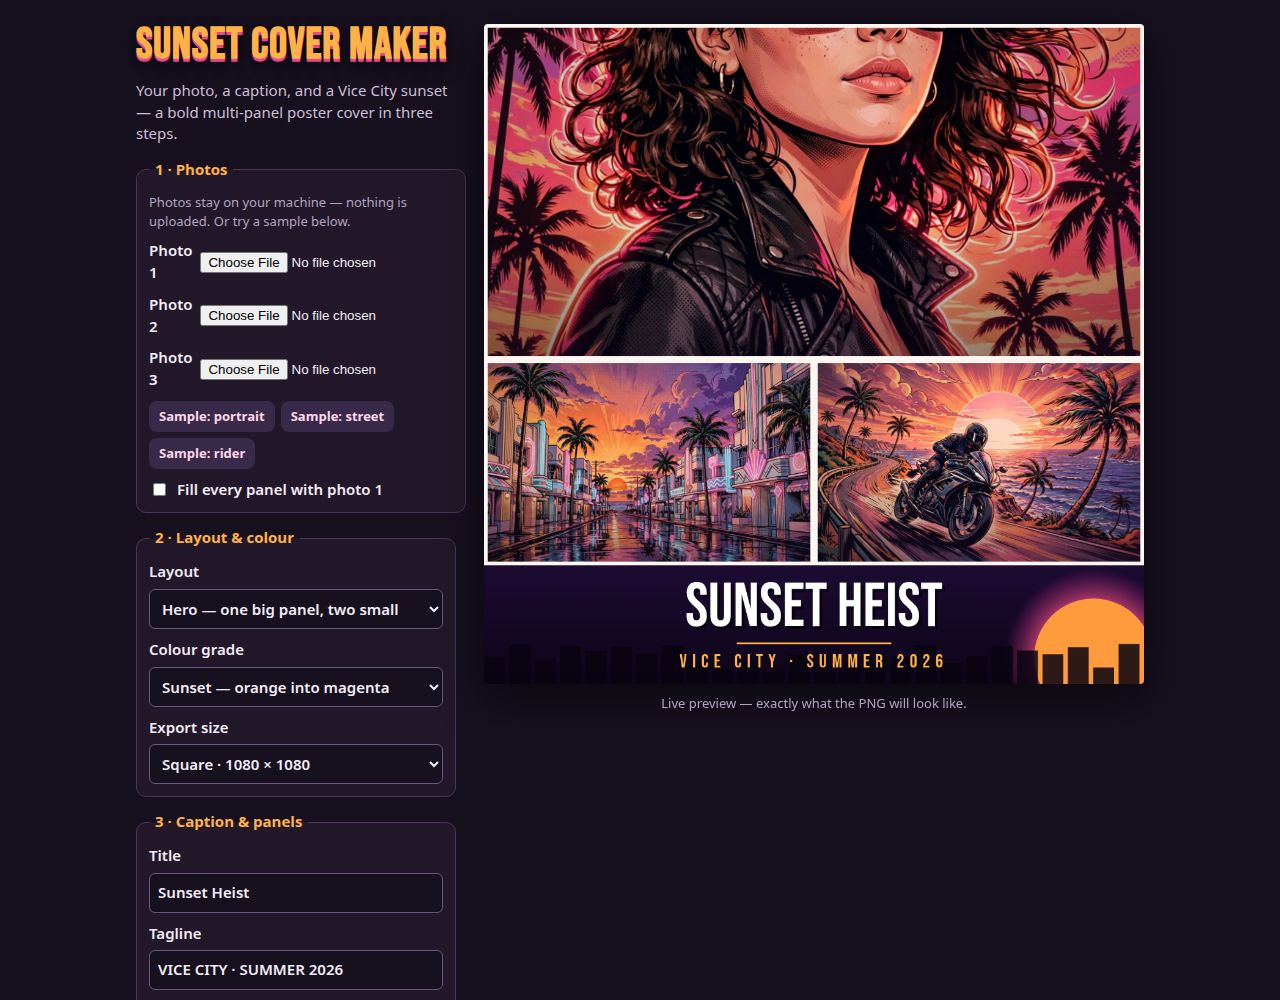 SUNSET COVER MAKER
Your photo, a caption, and a Vice City sunset
— a bold multi-panel poster cover in three
steps.
1 · Photos
Photos stay on your machine — nothing is
uploaded. Or try a sample below.
Photo
1
Choose File No file chosen
Photo
2
Choose File No file chosen
Photo
3
Choose File No file chosen
Sample: portrait
Sample: street
Sample: rider
Fill every panel with photo 1
2 · Layout & colour
Layout
Hero — one big panel, two small
Colour grade
Sunset — orange into magenta
Export size
Square · 1080 × 1080
3 · Caption & panels
Title
Sunset Heist
Tagline
VICE CITY · SUMMER 2026
SUNSET HEIST
VICE CITY · SUMMER 2026
Live preview — exactly what the PNG will look like.